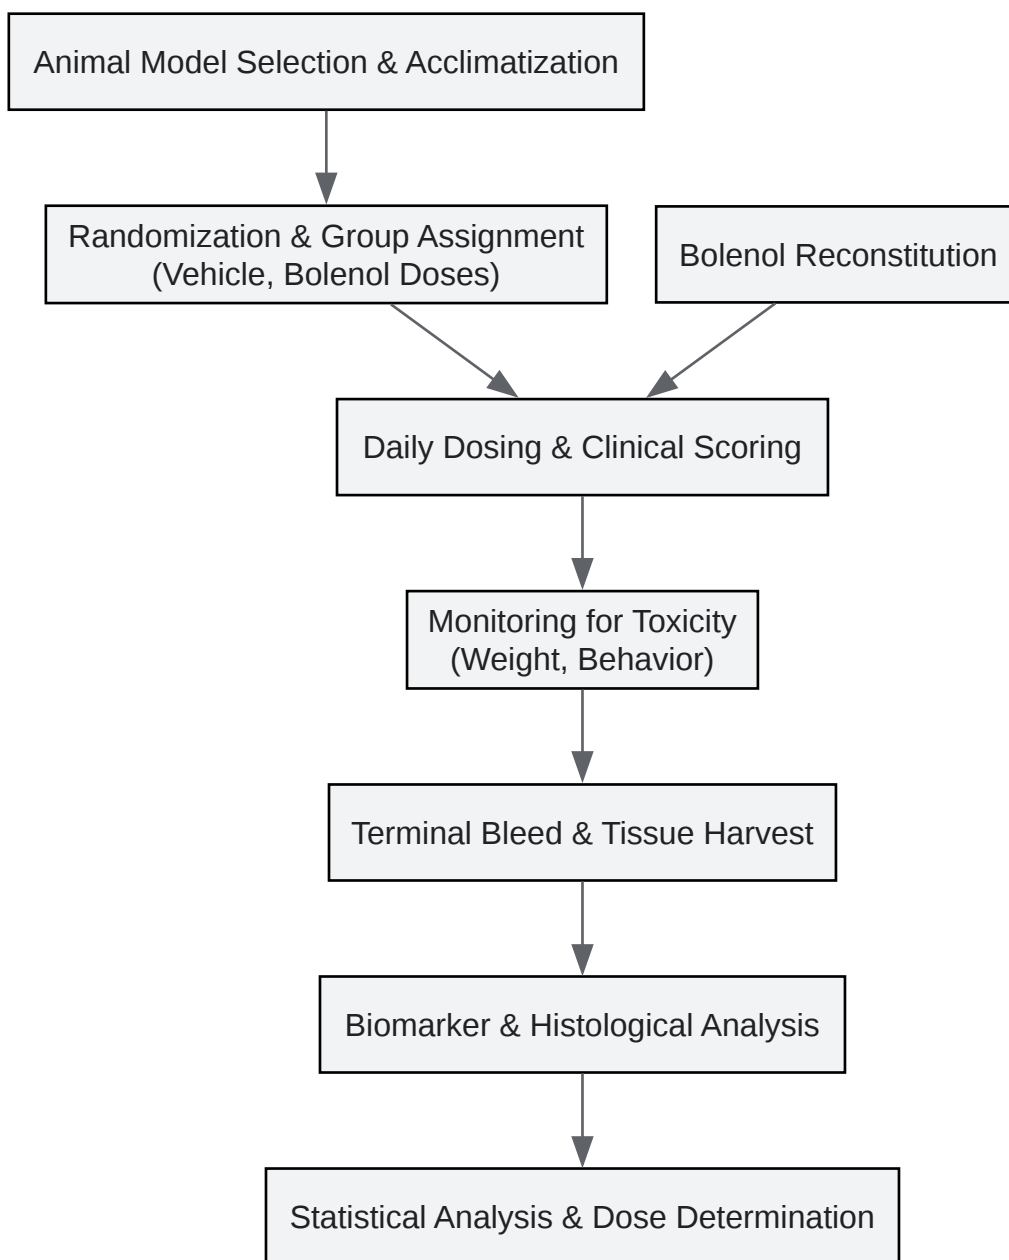 Animal Model Selection & Acclimatization
Randomization & Group Assignment
(Vehicle, Bolenol Doses)
Bolenol Reconstitution
Daily Dosing & Clinical Scoring
Monitoring for Toxicity
(Weight, Behavior)
Terminal Bleed & Tissue Harvest
Biomarker & Histological Analysis
Statistical Analysis & Dose Determination